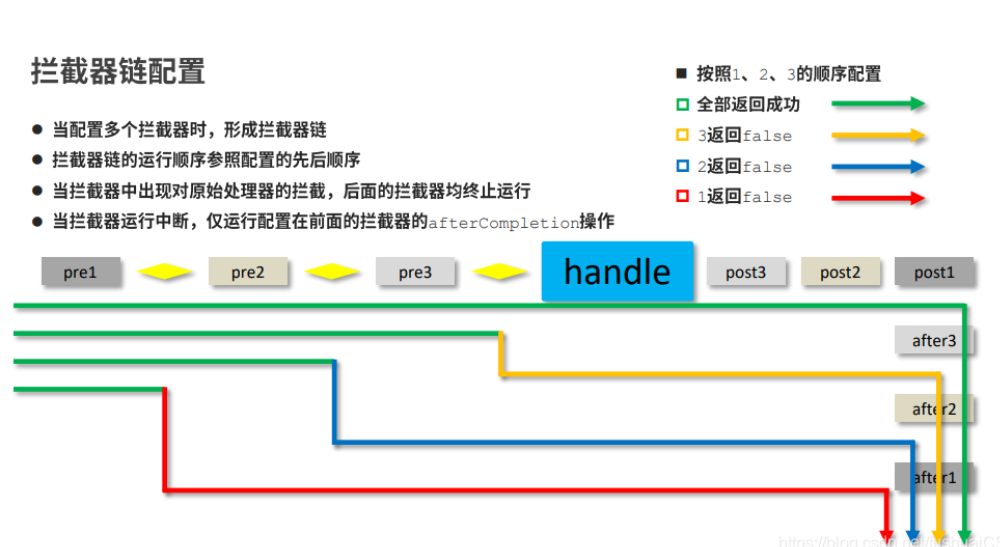 拦截器链配置
当配置多个拦截器时，形成拦截器链
拦截器链的运行顺序参照配置的先后顺序
当拦截器中出现对原始处理器的拦截，后面的拦截器均终止运行
当拦截器运行中断，仅运行配置在前面的拦截器的afterCompletion操作
按照1、2、3的顺序配置
全部返回成功
3返回false
2返回false
1返回false
pre1 pre2 pre3 handle post3 post2 post1
after3
after2
after1